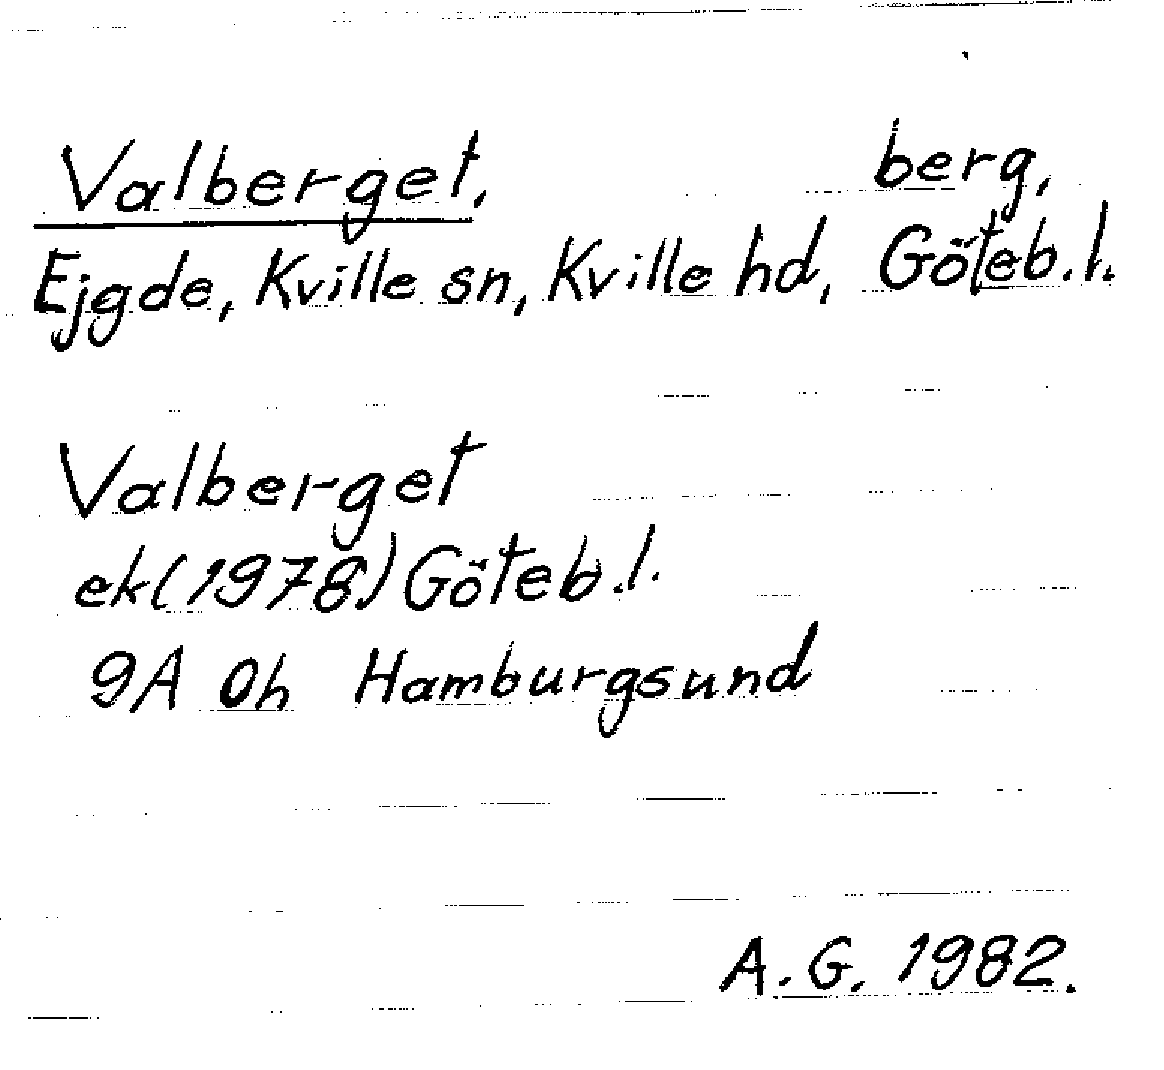 Valberget, berg,
Ejgde, Kville sn, Kville hd, Göteb.l.
Valberget
ek(1978) Göteb.l.
9A 0h Hamburgsund
A.G. 1982.